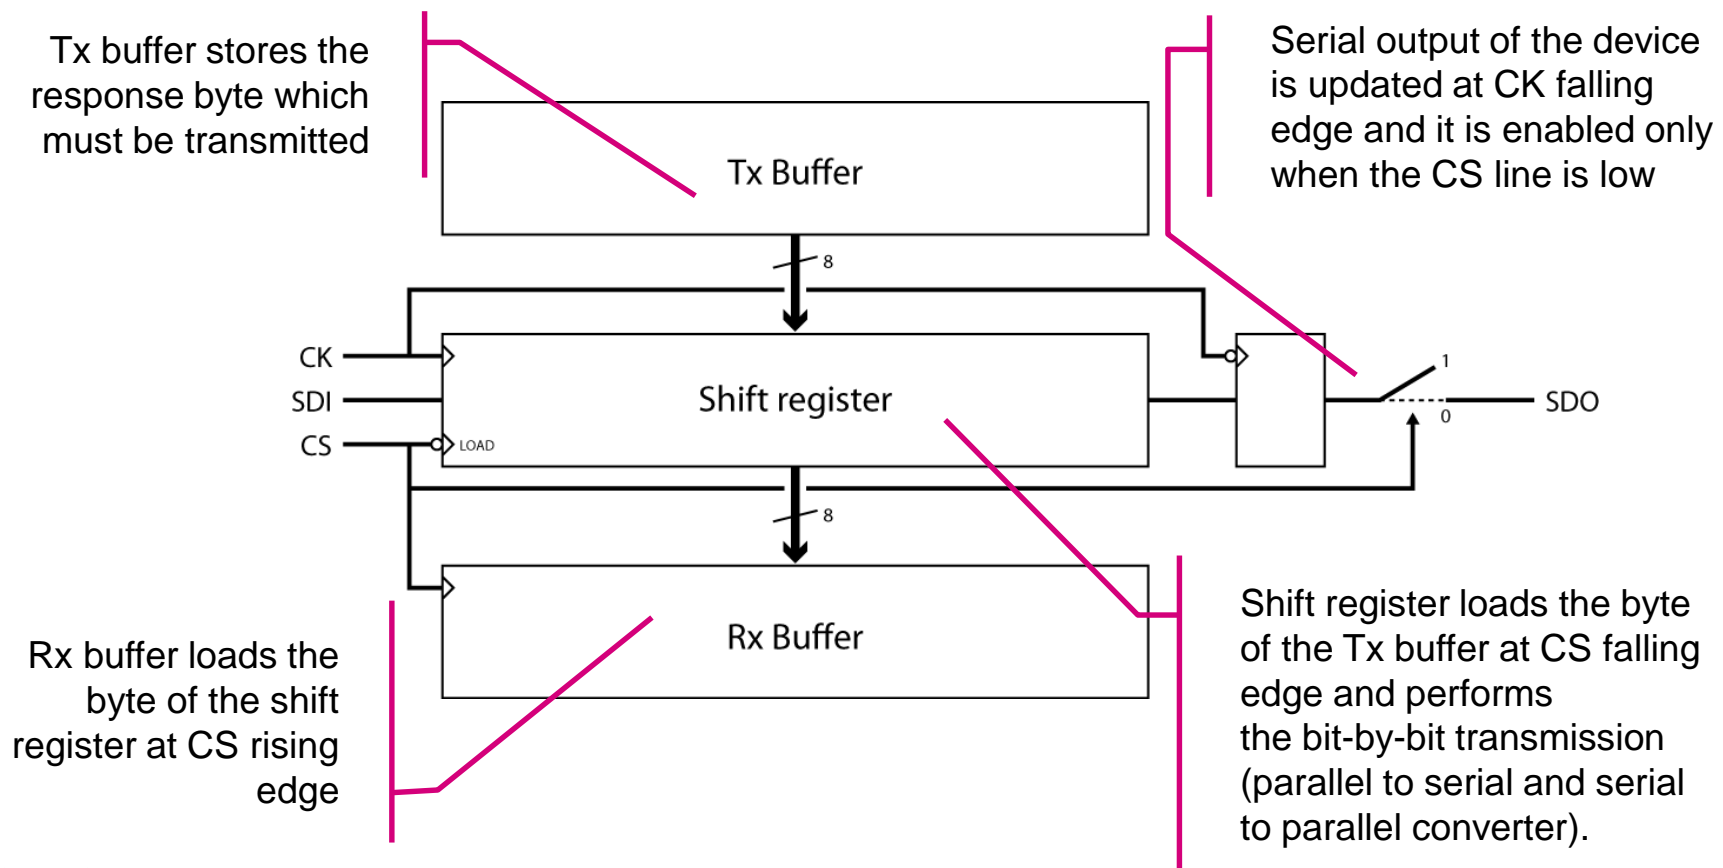 Tx buffer stores the
response byte which
must be transmitted
Serial output of the device
is updated at CK falling
edge and it is enabled only
when the CS line is low
Tx Buffer
8
CK
SDI
CS
LOAD
Shift register
1
0
SDO
8
Rx Buffer
Rx buffer loads the
byte of the shift
register at CS rising
edge
Shift register loads the byte
of the Tx buffer at CS falling
edge and performs
the bit-by-bit transmission
(parallel to serial and serial
to parallel converter).